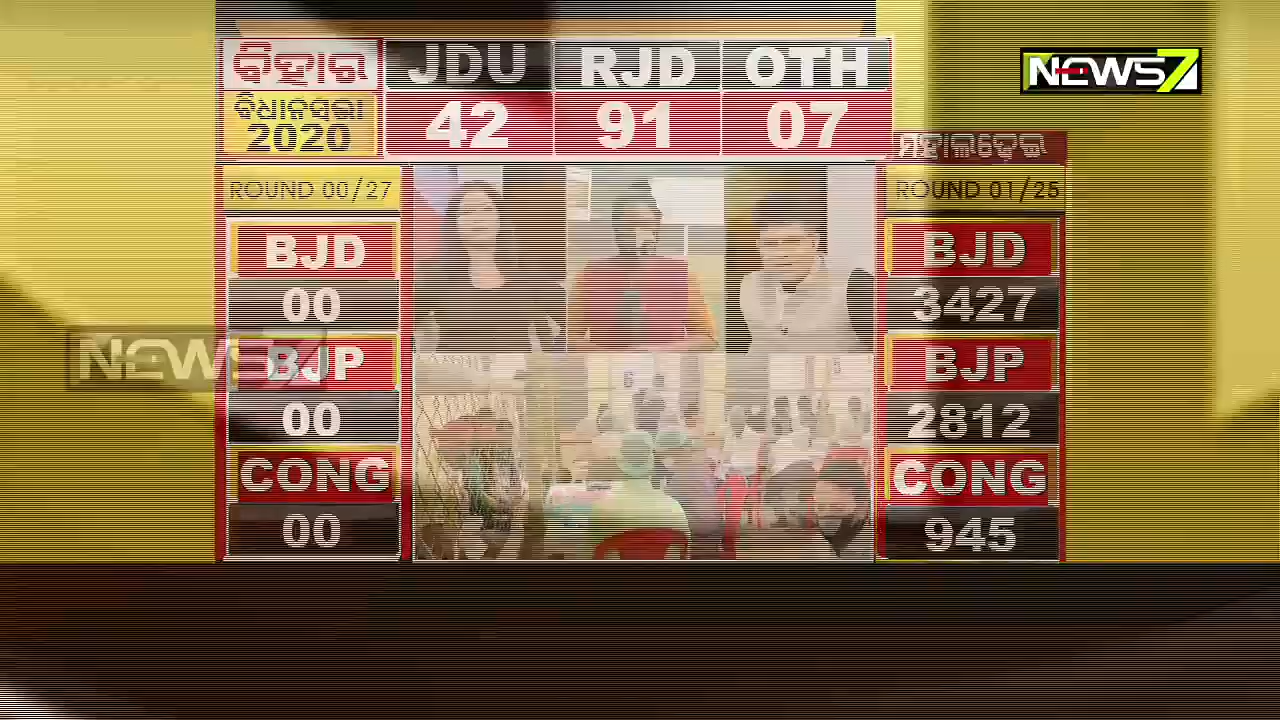 ବିହାର
ବିଧାନସଭା
2020
JDU RJD OTH
42 91 07
NEWS7
ROUND 00/27
BJD
00
BJP
00
CONG
00
NEWS7
ROUND 01/25
BJD
3427
BJP
2812
CONG
945